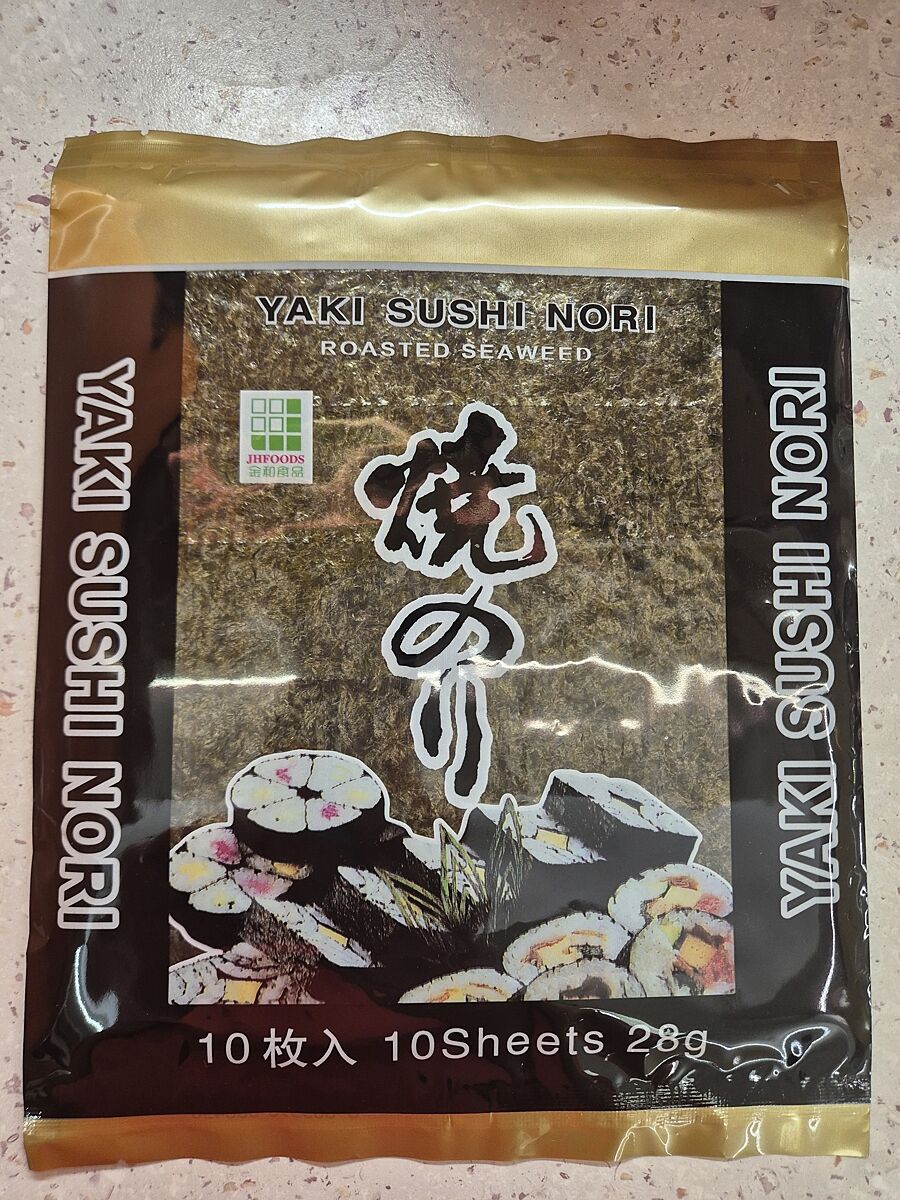 YAKI SUSHI NORI
ROASTED SEAWEED
JHFOODS
金和食品
焼のり
YAKI SUSHI NORI
YAKI SUSHI NORI
10枚入 10Sheets 28g